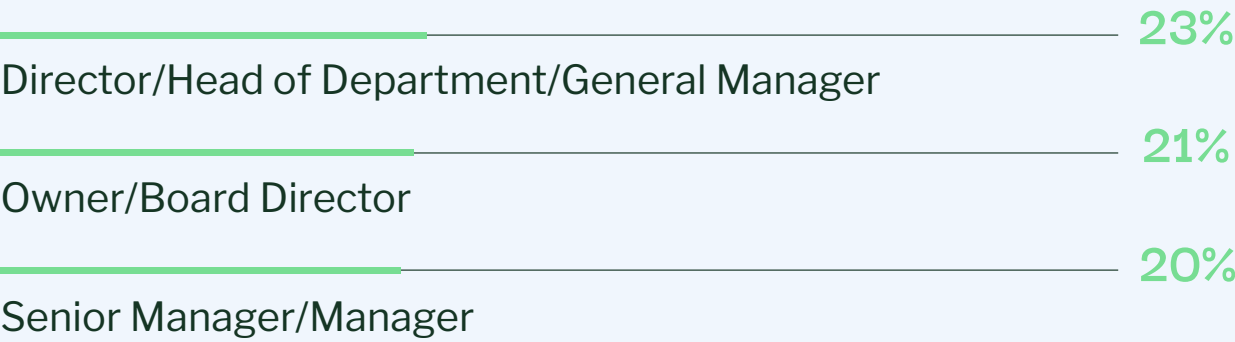 23%
Director/Head of Department/General Manager
21%
Owner/Board Director
20%
Senior Manager/Manager